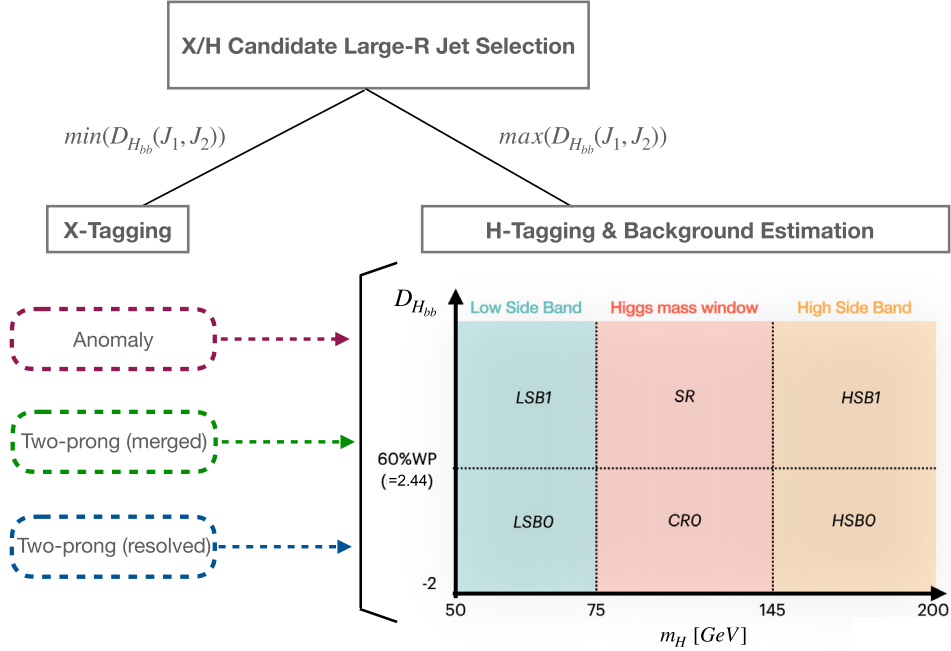 X/H Candidate Large-R Jet Selection
min(D_{H_{bb}}(J_1, J_2))
max(D_{H_{bb}}(J_1, J_2))
X-Tagging
H-Tagging & Background Estimation
Anomaly
Two-prong (merged)
Two-prong (resolved)
D_{H_{bb}}
Low Side Band
Higgs mass window
High Side Band
LSB1
SR
HSB1
60%WP
(=2.44)
LSB0
CR0
HSB0
-2
50
75
145
200
m_H [GeV]